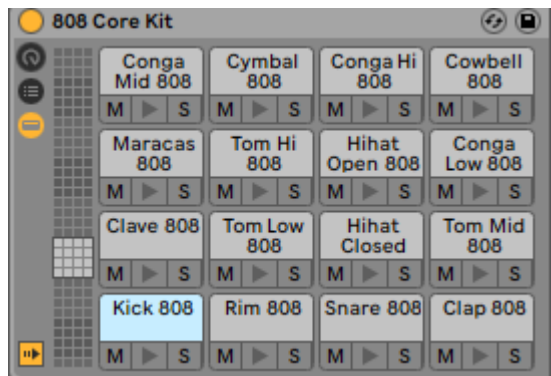 808 Core Kit
Conga Mid 808
Cymbal 808
Conga Hi 808
Cowbell 808
M S M S M S M S
Maracas 808
Tom Hi 808
Hihat Open 808
Conga Low 808
M S M S M S M S
Clave 808
Tom Low 808
Hihat Closed
Tom Mid 808
M S M S M S M S
Kick 808
Rim 808
Snare 808
Clap 808
M S M S M S M S